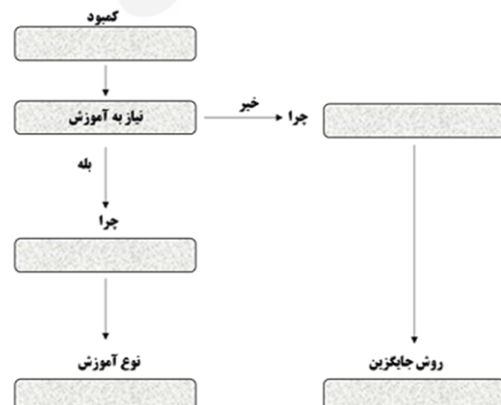 کمبود
نیاز به آموزش
خیر
چرا
بله
چرا
نوع آموزش
روش جایگزین